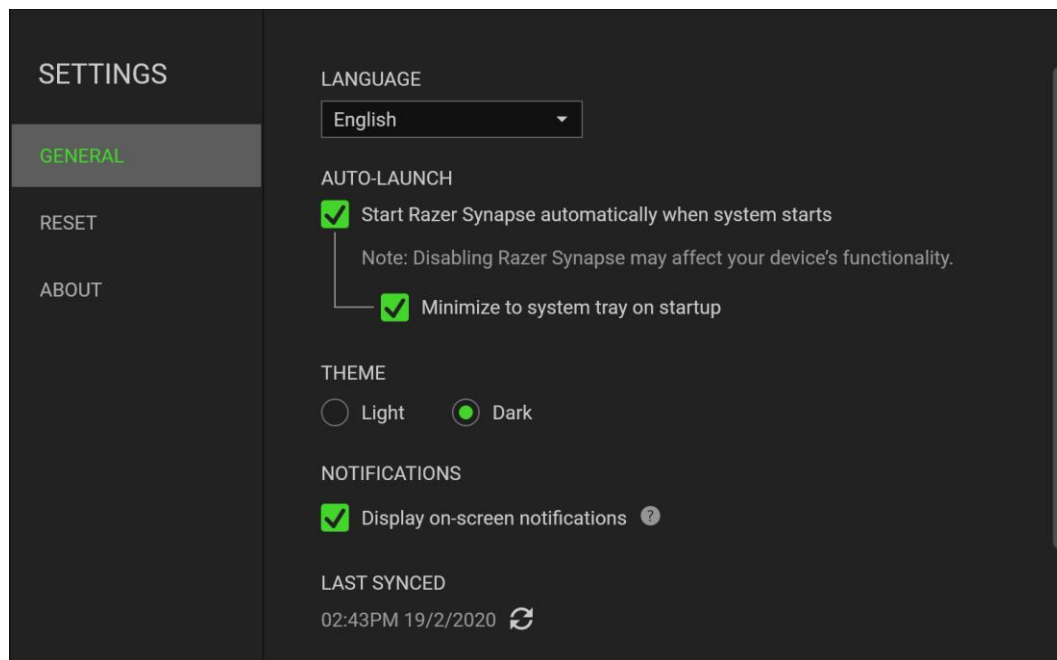 SETTINGS
GENERAL
RESET
ABOUT
LANGUAGE
English
AUTO-LAUNCH
Start Razer Synapse automatically when system starts
Note: Disabling Razer Synapse may affect your device’s functionality.
Minimize to system tray on startup
THEME
Light Dark
NOTIFICATIONS
Display on-screen notifications ?
LAST SYNCED
02:43PM 19/2/2020